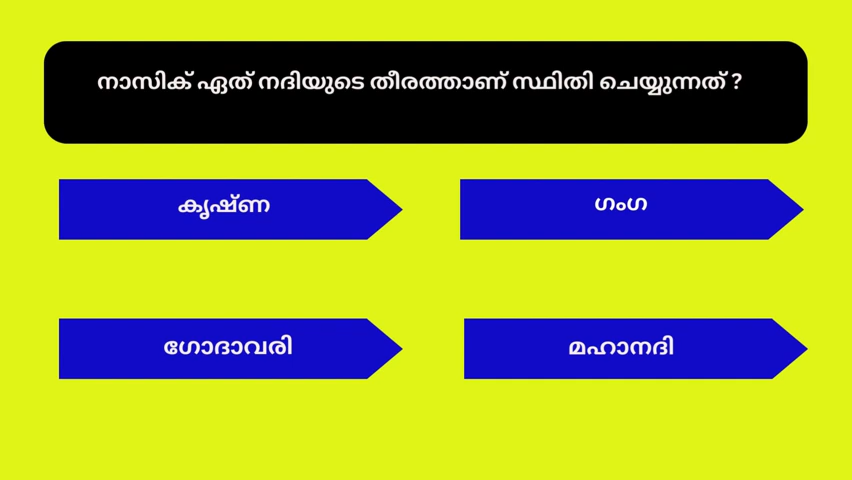 നാസിക് ഏത് നദിയുടെ തീരത്താണ് സ്ഥിതി ചെയ്യുന്നത് ?
കൃഷ്ണ
ഗംഗ
ഗോദാവരി
മഹാനദി